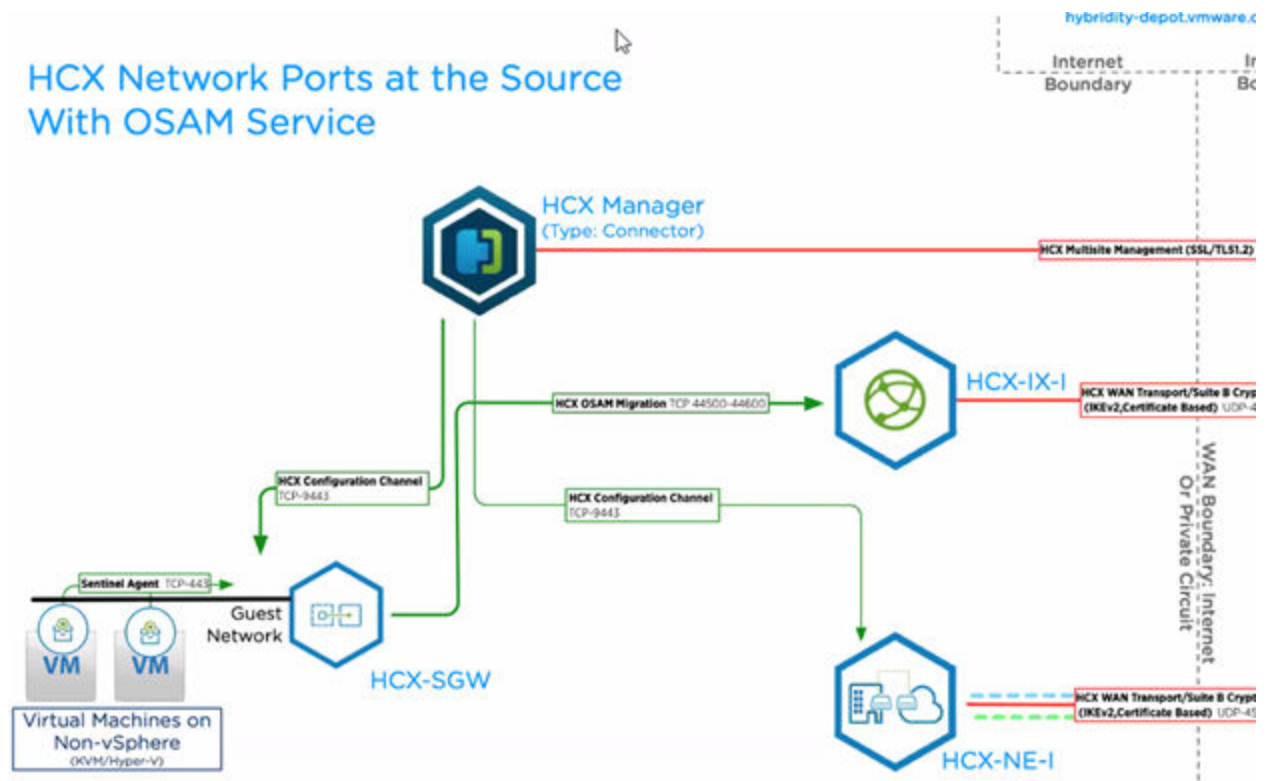 hybridity-depot.vmware.
HCX Network Ports at the Source
With OSAM Service
Internet
Boundary
HCX Manager
(Type: Connector)
HCX Multisite Management (SSL/TLS1.2)
HCX-IX-I
HCX WAN Transport/Suite B Cryp
(IKEv2,Certificate Based) UDP-4
HCX OSAM Migration TCP 44500-44600
HCX Configuration Channel
TCP-9443
HCX Configuration Channel
TCP-9443
WAN Boundary: Internet
Or Private Circuit
Sentinel Agent TCP-443
Guest
Network
VM
VM
HCX-SGW
Virtual Machines on
Non-vSphere
(KVM/Hyper-V)
HCX WAN Transport/Suite B Crypt
(IKEv2,Certificate Based) UDP-45
HCX-NE-I